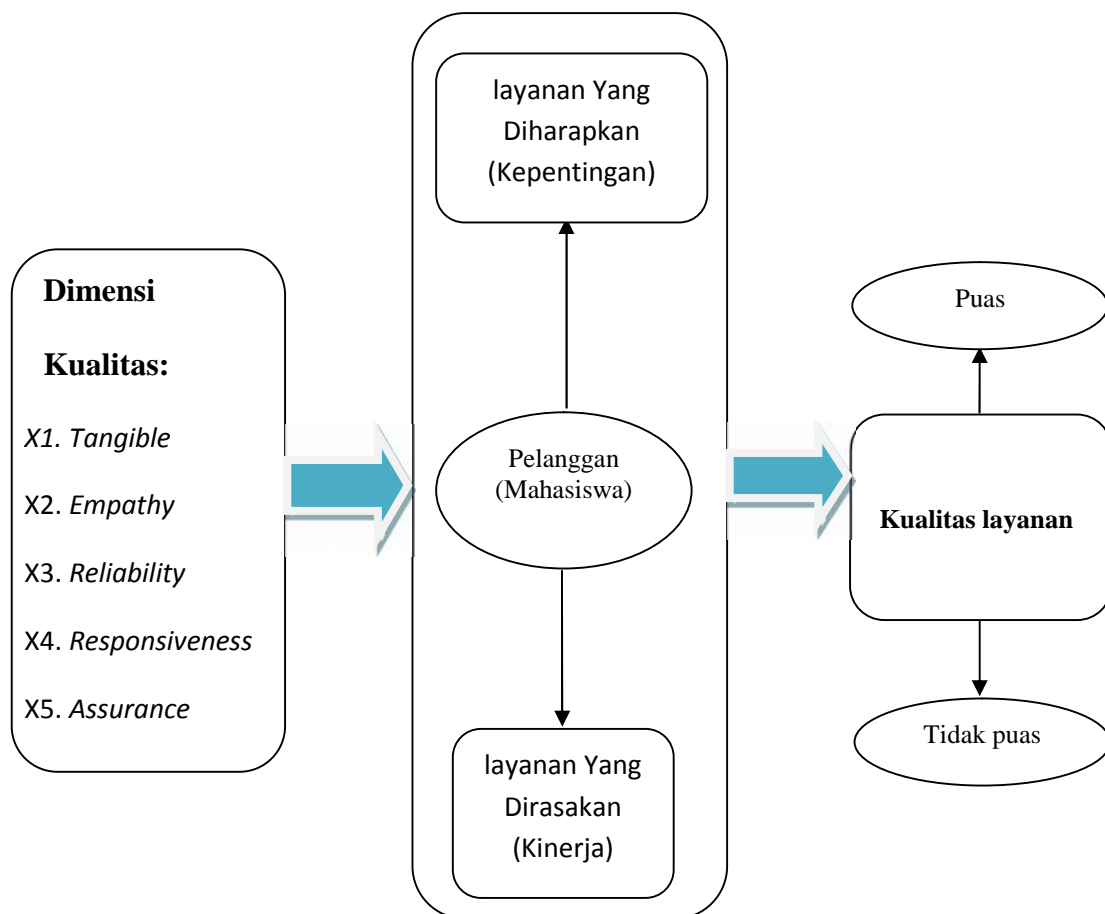 Dimensi
Kualitas:
X1. Tangible
X2. Empathy
X3. Reliability
X4. Responsiveness
X5. Assurance
layanan Yang
Diharapkan
(Kepentingan)
Pelanggan
(Mahasiswa)
layanan Yang
Dirasakan
(Kinerja)
Puas
Kualitas layanan
Tidak puas